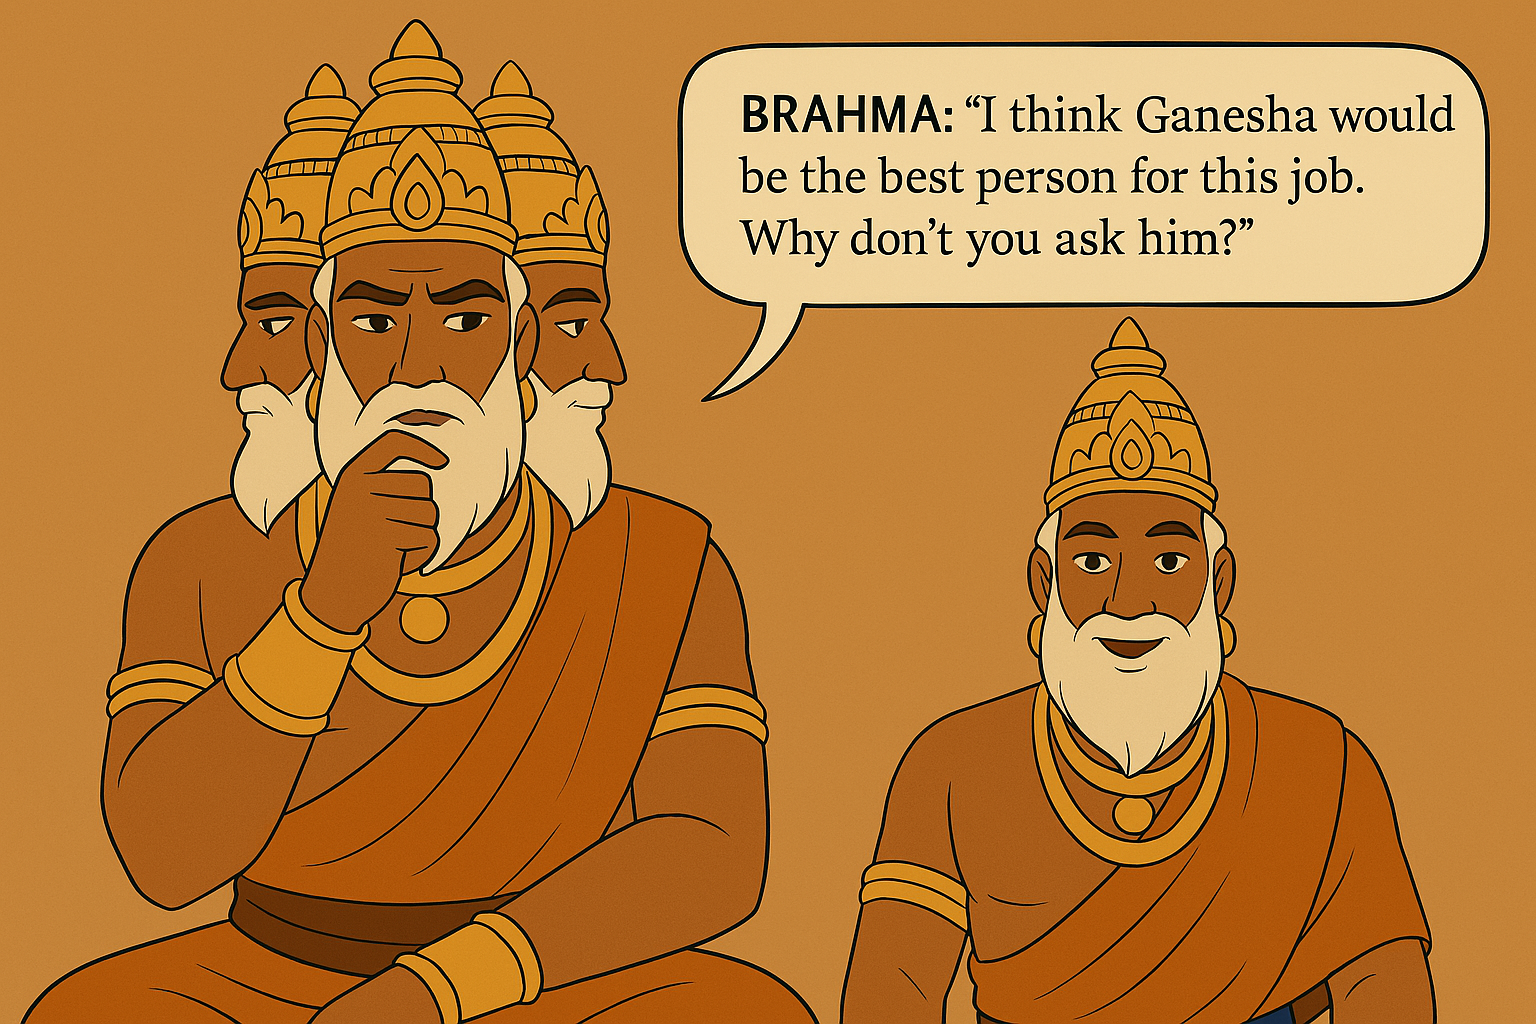 BRAHMA: “I think Ganesha would
be the best person for this job.
Why don’t you ask him?”